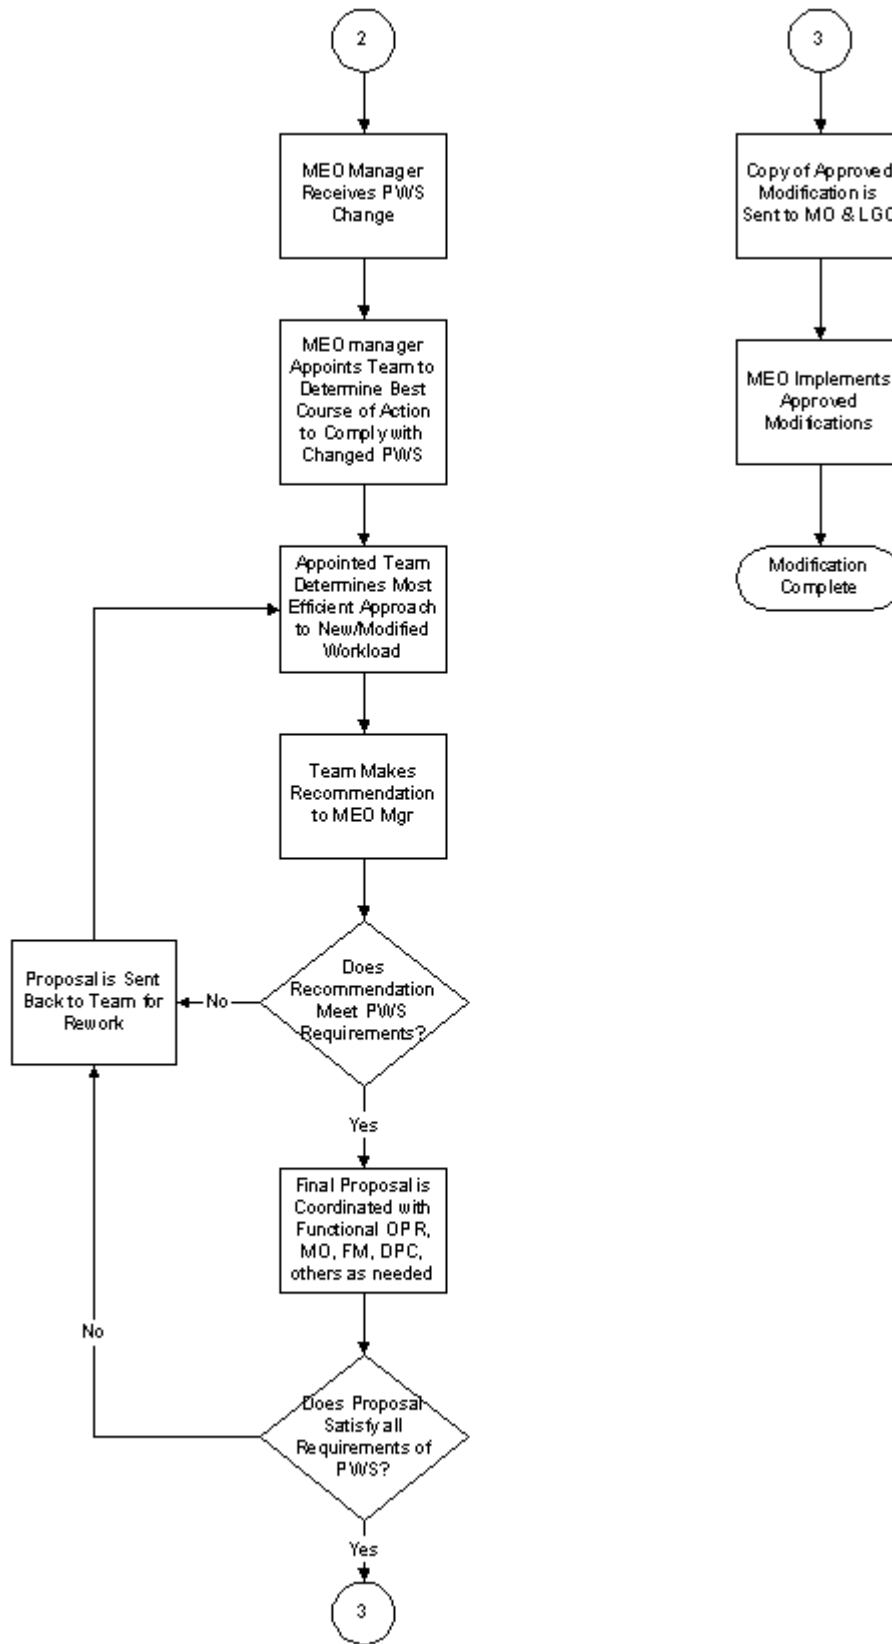 2
MEO Manager
Receives PWS
Change
MEO manager
Appoints Team to
Determine Best
Course of Action
to Comply with
Changed PWS
Appointed Team
Determines Most
Efficient Approach
to New/Modified
Workload
Team Makes
Recommendation
to MEO Mgr
Does
Recommendation
Meet PWS
Requirements?
No
Proposal is Sent
Back to Team for
Rework
Yes
Final Proposal is
Coordinated with
Functional OPR,
MO, FM, DPC,
others as needed
No
Does Proposal
Satisfy all
Requirements of
PWS?
Yes
3
3
Copy of Approved
Modification is
Sent to MO & LGC
MEO Implements
Approved
Modifications
Modification
Complete